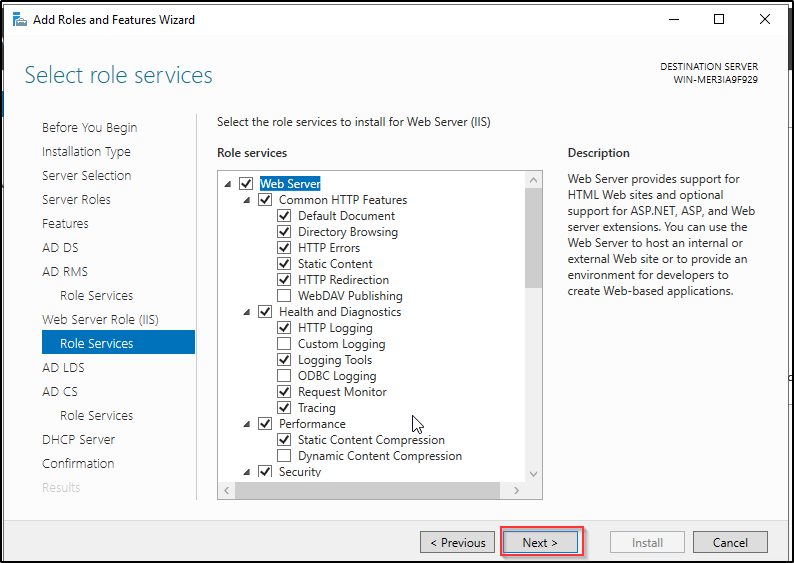 Add Roles and Features Wizard
Select role services
DESTINATION SERVER
WIN-MER3IA9F929
Before You Begin
Installation Type
Server Selection
Server Roles
Features
AD DS
AD RMS
Role Services
Web Server Role (IIS)
Role Services
AD LDS
AD CS
Role Services
DHCP Server
Confirmation
Results
Select the role services to install for Web Server (IIS)
Role services
Web Server
Common HTTP Features
Default Document
Directory Browsing
HTTP Errors
Static Content
HTTP Redirection
WebDAV Publishing
Health and Diagnostics
HTTP Logging
Custom Logging
Logging Tools
ODBC Logging
Request Monitor
Tracing
Performance
Static Content Compression
Dynamic Content Compression
Security
Description
Web Server provides support for
HTML Web sites and optional
support for ASP.NET, ASP, and Web
server extensions. You can use the
Web Server to host an internal or
external Web site or to provide an
environment for developers to
create Web-based applications.
< Previous
Next >
Install
Cancel